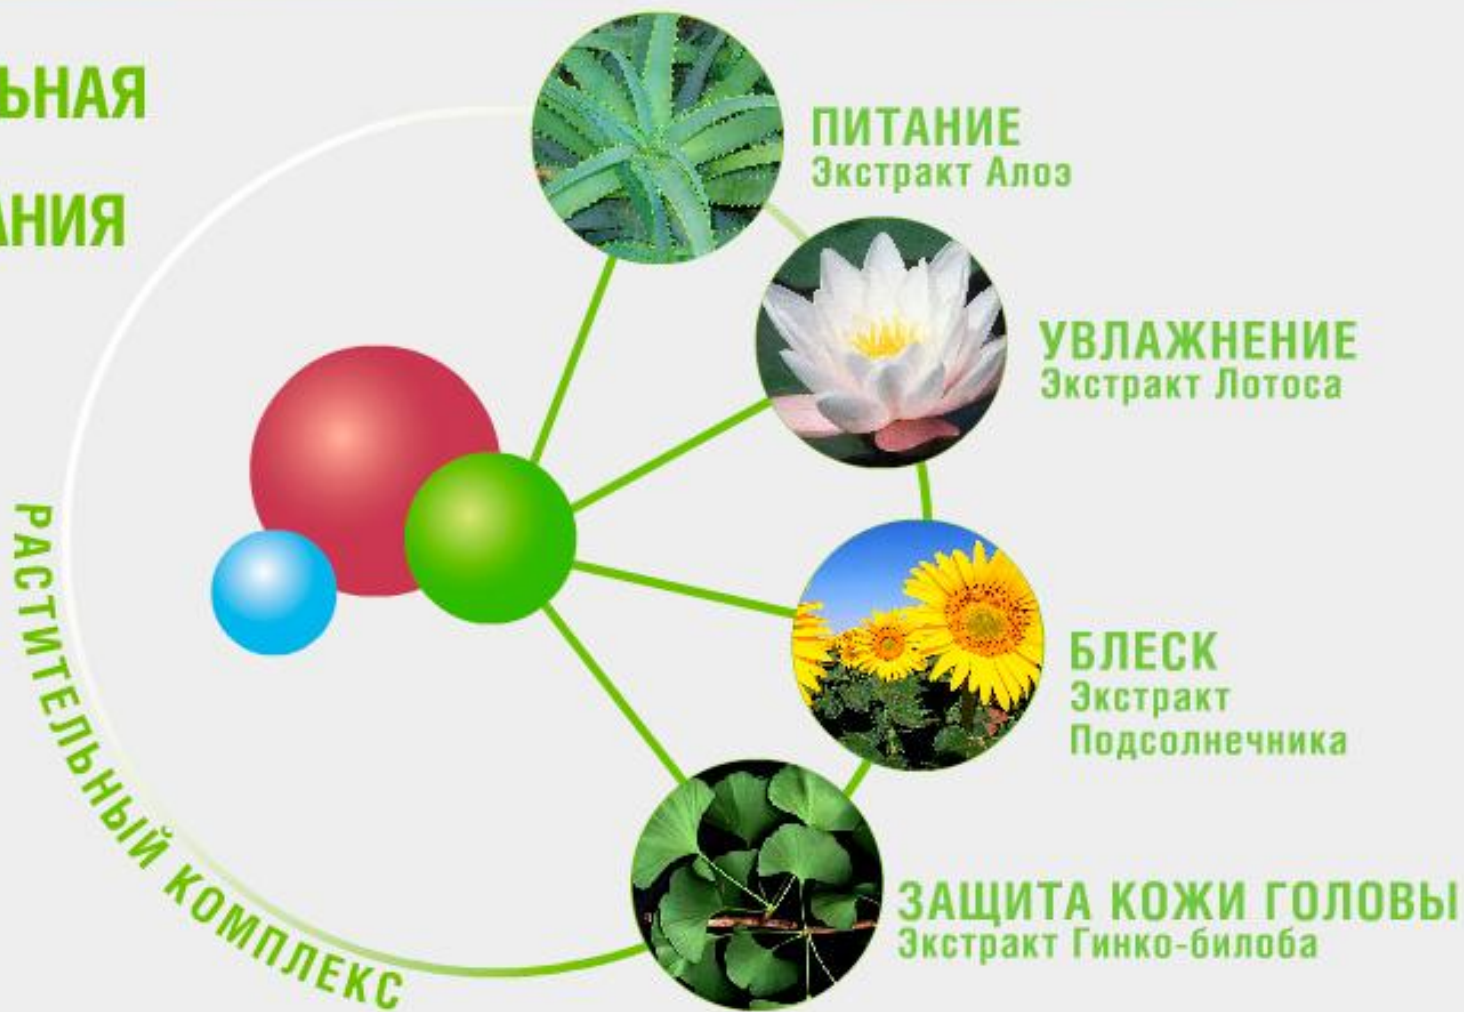 ЬНАЯ
АНИЯ
ПИТАНИЕ
Экстракт Алоэ
УВЛАЖНЕНИЕ
Экстракт Лотоса
БЛЕСК
Экстракт
Подсолнечника
ЗАЩИТА КОЖИ ГОЛОВЫ
Экстракт Гинко-билоба
РАСТИТЕЛЬНЫЙ КОМПЛЕКС